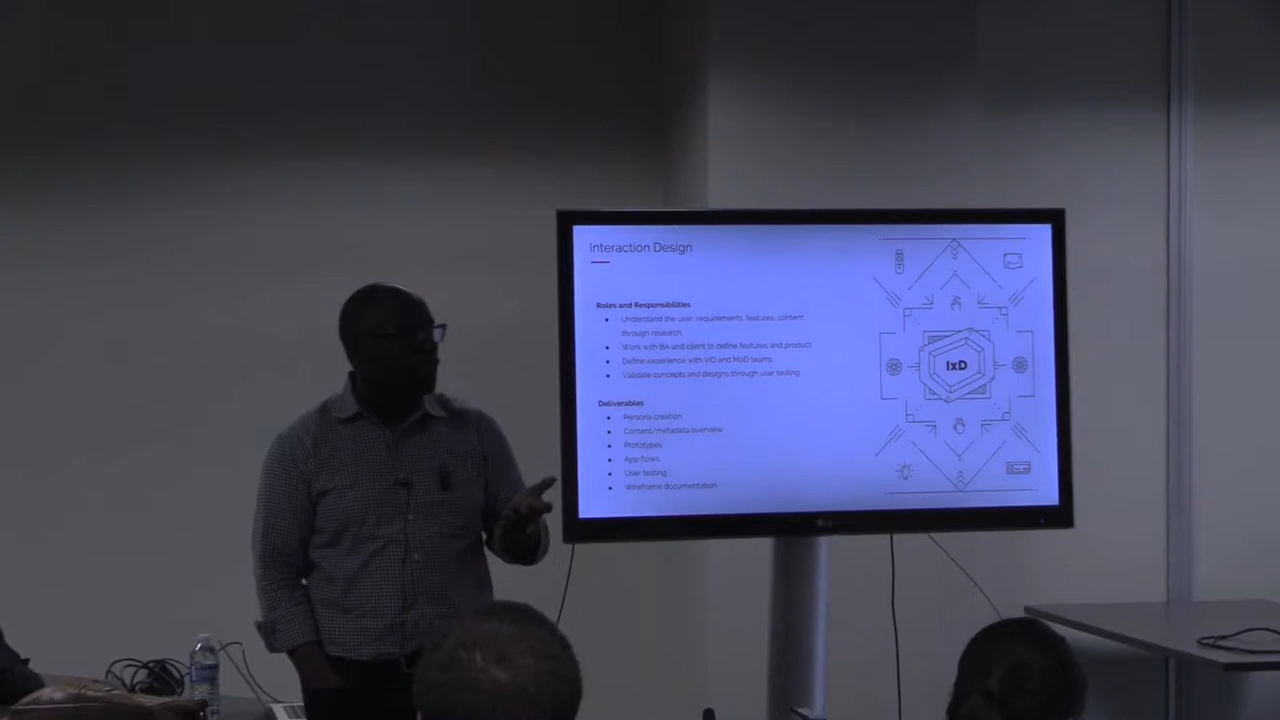 Interaction Design
Roles and Responsibilities
Understand the user, requirements, features, content
through research.
Work with BA and client to define features and product
Define experience with VID and MoD teams.
Validate concepts and designs through user testing
Deliverables
Persona creation
Content/metadata overview
Prototypes
App flows
User testing
Wireframe documentation
IxD
LG